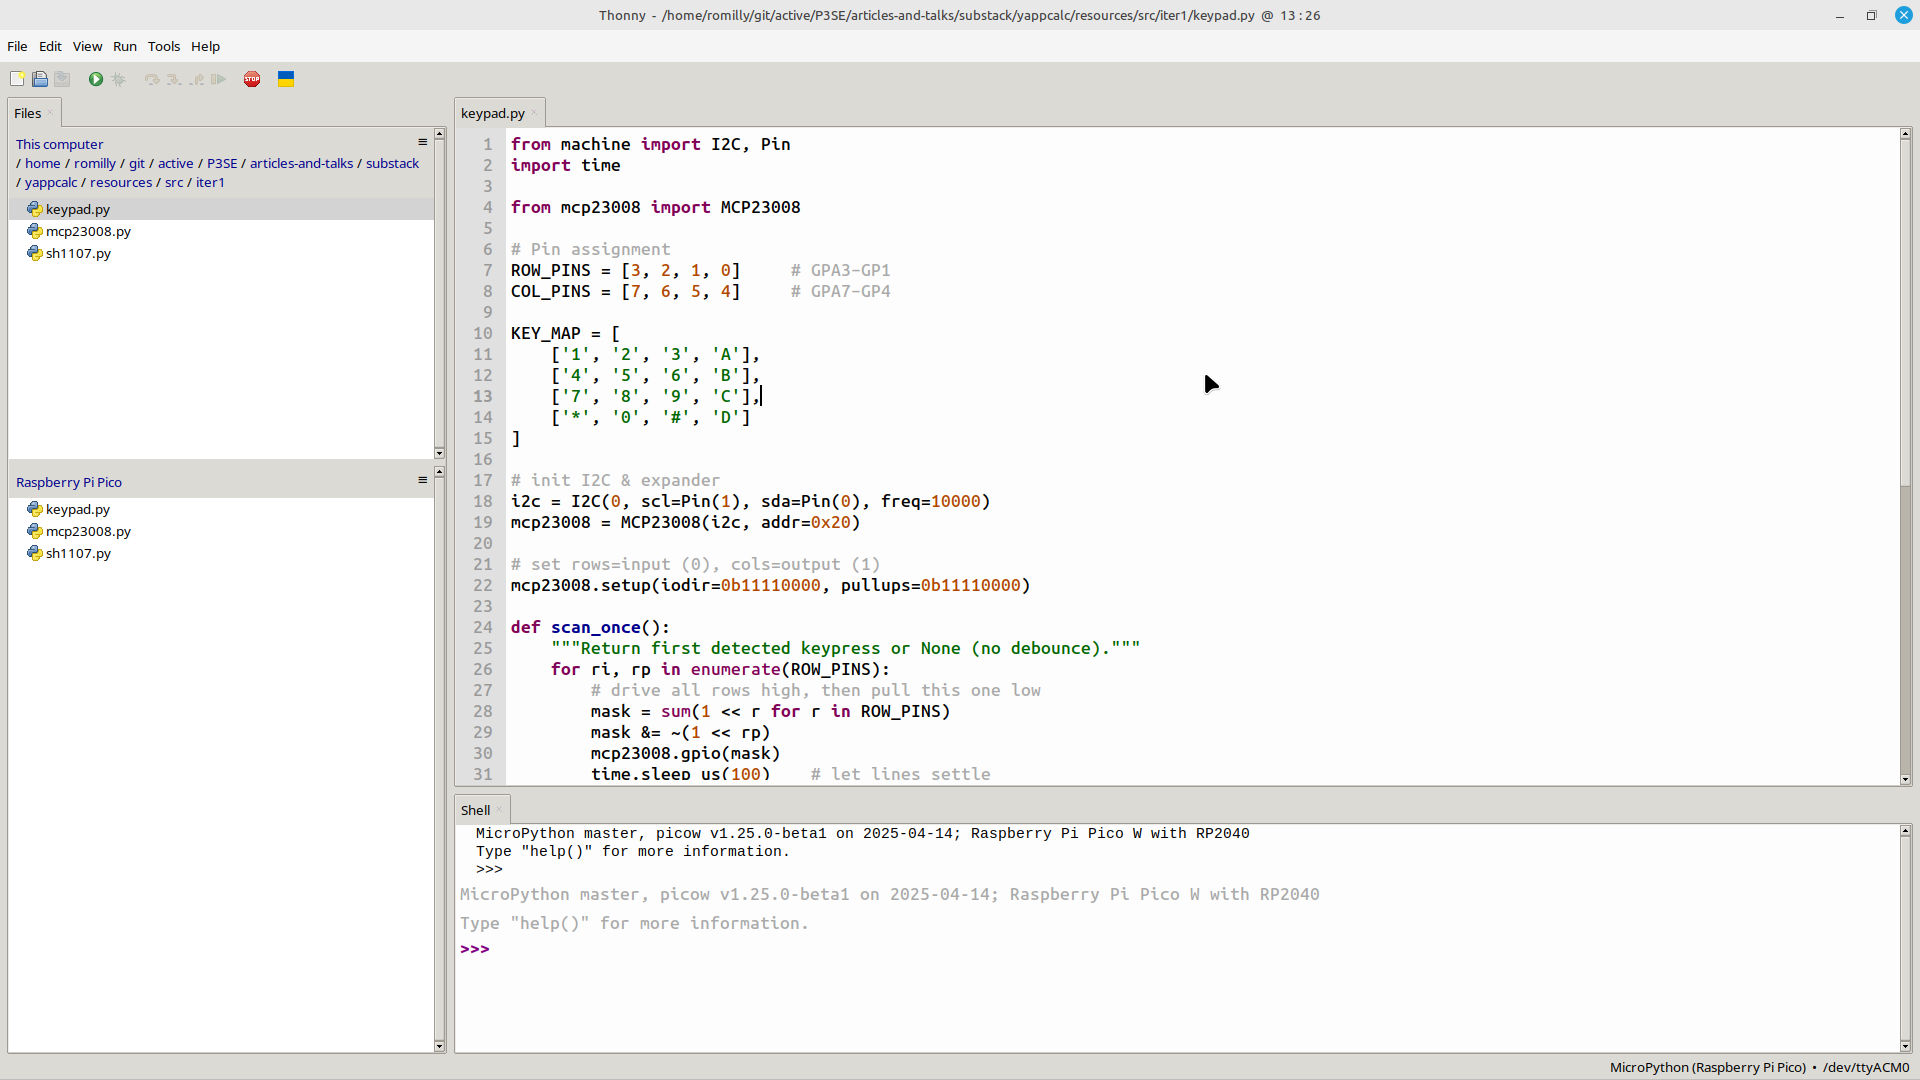 Thonny - /home/romilly/git/active/P3SE/articles-and-talks/substack/yappcalc/resources/src/iter1/keypad.py @ 13:26
File Edit View Run Tools Help
STOP
Files
This computer
/ home / romilly / git / active / P3SE / articles-and-talks / substack
/ yappcalc / resources / src / iter1
keypad.py
mcp23008.py
sh1107.py
Raspberry Pi Pico
keypad.py
mcp23008.py
sh1107.py
keypad.py
1 from machine import I2C, Pin
2 import time
3
4 from mcp23008 import MCP23008
5
6 # Pin assignment
7 ROW_PINS = [3, 2, 1, 0]     # GPA3-GP1
8 COL_PINS = [7, 6, 5, 4]     # GPA7-GP4
9
10 KEY_MAP = [
11     ['1', '2', '3', 'A'],
12     ['4', '5', '6', 'B'],
13     ['7', '8', '9', 'C'],
14     ['*', '0', '#', 'D']
15 ]
16
17 # init I2C & expander
18 i2c = I2C(0, scl=Pin(1), sda=Pin(0), freq=10000)
19 mcp23008 = MCP23008(i2c, addr=0x20)
20
21 # set rows=input (0), cols=output (1)
22 mcp23008.setup(iodir=0b11110000, pullups=0b11110000)
23
24 def scan_once():
25     """Return first detected keypress or None (no debounce)."""
26     for ri, rp in enumerate(ROW_PINS):
27         # drive all rows high, then pull this one low
28         mask = sum(1 << r for r in ROW_PINS)
29         mask &= ~(1 << rp)
30         mcp23008.gpio(mask)
31         time.sleep_us(100)    # let lines settle
Shell
MicroPython master, picow v1.25.0-beta1 on 2025-04-14; Raspberry Pi Pico W with RP2040
Type "help()" for more information.
>>>
MicroPython master, picow v1.25.0-beta1 on 2025-04-14; Raspberry Pi Pico W with RP2040
Type "help()" for more information.
>>>
MicroPython (Raspberry Pi Pico) • /dev/ttyACM0